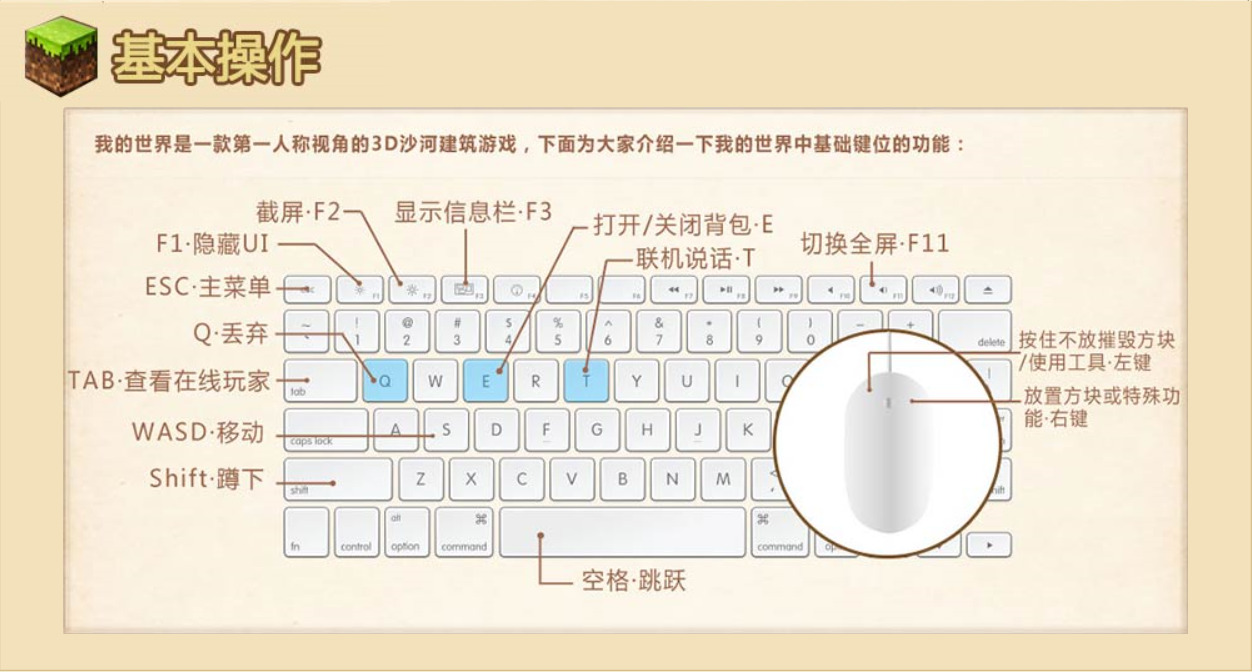 基本操作
我的世界是一款第一人称视角的3D沙河建筑游戏，下面为大家介绍一下我的世界中基础键位的功能：
截屏·F2
显示信息栏·F3
打开/关闭背包·E
F1·隐藏UI
联机说话·T
切换全屏·F11
ESC·主菜单
esc
F1
F2
F3
F4
F5
F6
F7
F8
F9
F10
F11
F12
Q·丢弃
~ ! @ # $ % ^ & * ( ) – +
1 2 3 4 5 6 7 8 9 0
delete
按住不放摧毁方块
/使用工具·左键
TAB·查看在线玩家
tab
Q W E R T Y U I O
放置方块或特殊功
能·右键
WASD·移动
caps lock
A S D F G H J K
Shift·蹲下
shift
Z X C V B N M < ,
hift
alt
⌘
⌘
fn
control
option
command
command
op
空格·跳跃